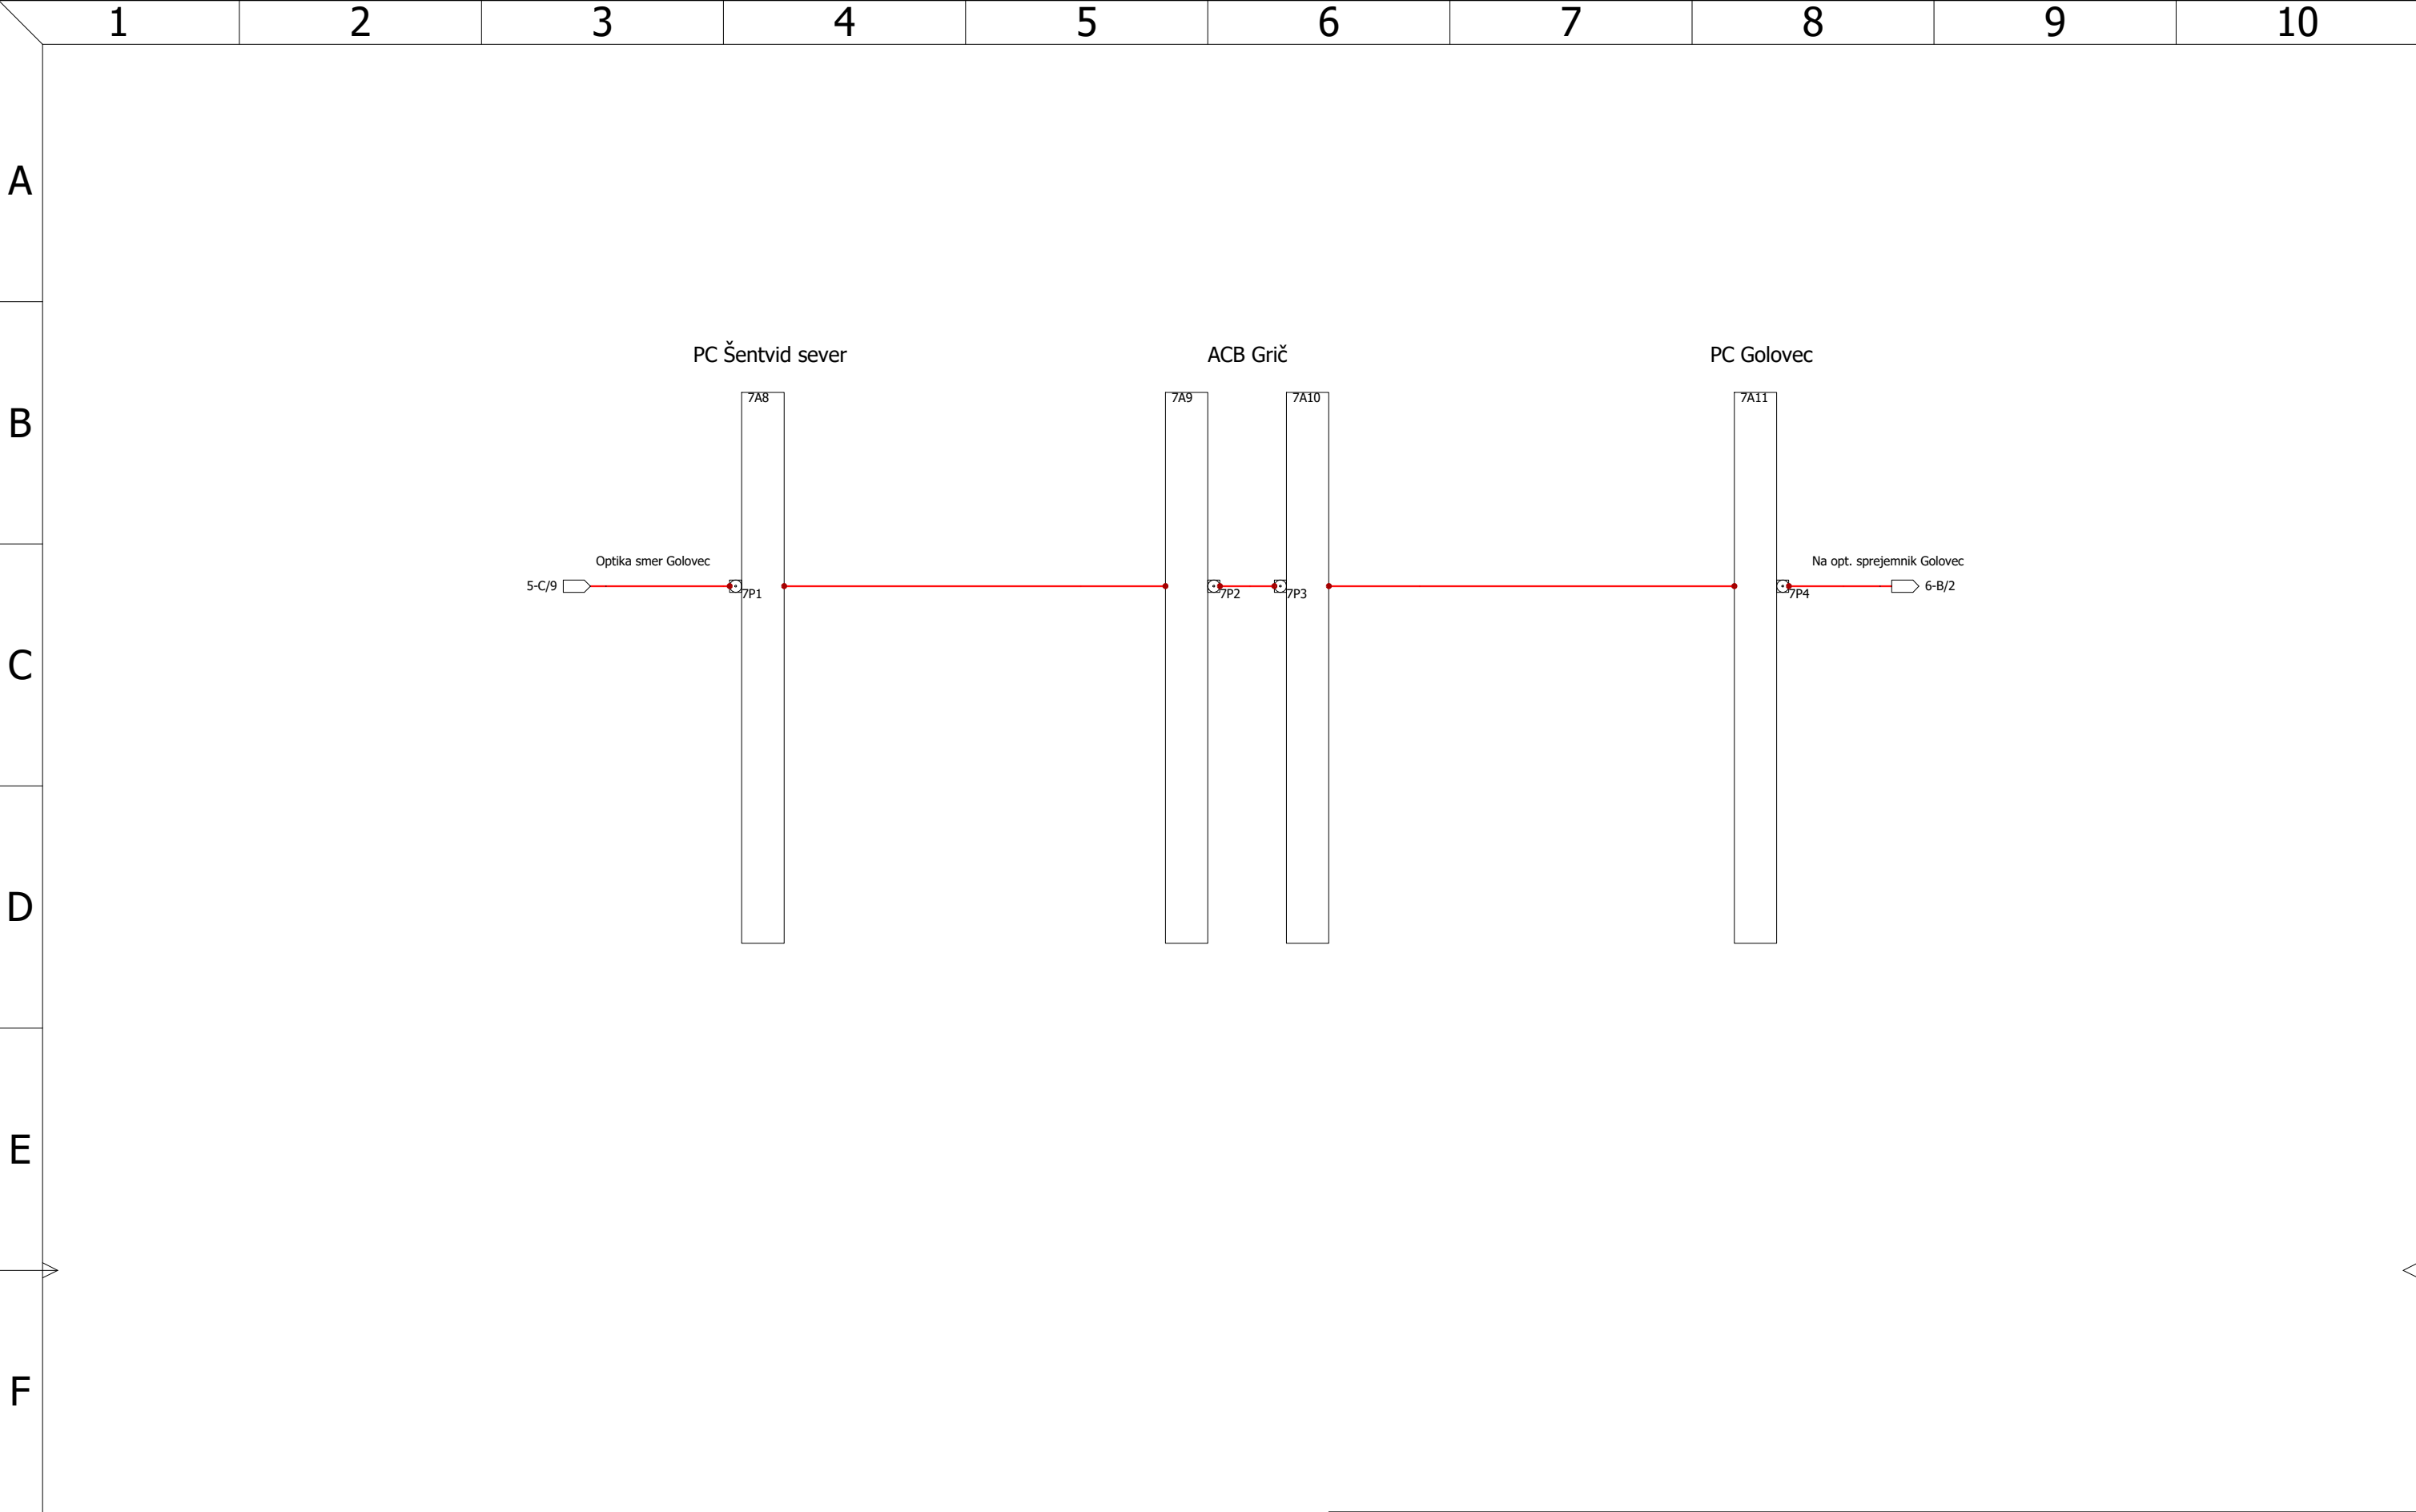 1 2 3 4 5 6 7 8 9 10
A
PC Šentvid sever ACB Grič PC Golovec
7A8 7A9 7A10 7A11
B
Optika smer Golovec Na opt. sprejemnik Golovec
5-C/9 7P1 7P2 7P3 7P4 6-B/2
C
D
E
F